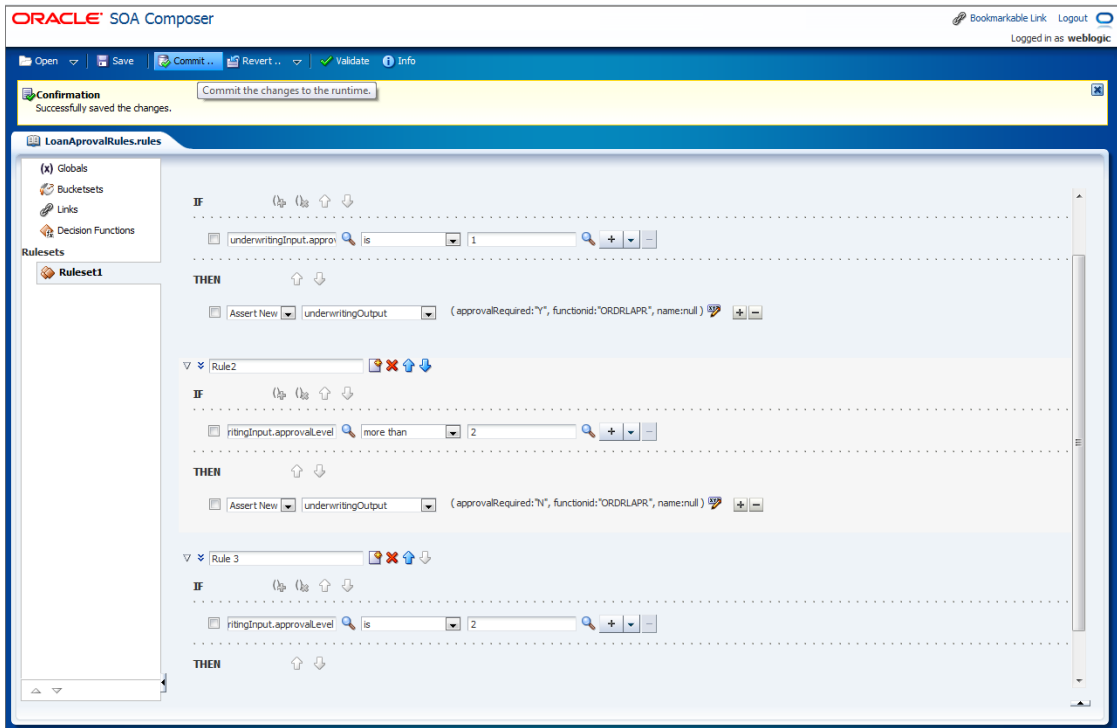 ORACLE SOA Composer
Bookmarkable Link Logout
Logged in as weblogic
Open Save Commit .. Revert .. Validate Info
Commit the changes to the runtime.
Confirmation
Successfully saved the changes.
LoanAprovalRules.rules
(x) Globals
Bucketsets
Links
Decision Functions
Rulesets
Ruleset1
IF
underwritingInput.approv is 1
THEN
Assert New underwritingOutput ( approvalRequired:"Y", functionid:"ORDRLAPR", name:null )
Rule2
IF
ritingInput.approvalLevel more than 2
THEN
Assert New underwritingOutput ( approvalRequired:"N", functionid:"ORDRLAPR", name:null )
Rule 3
IF
ritingInput.approvalLevel is 2
THEN